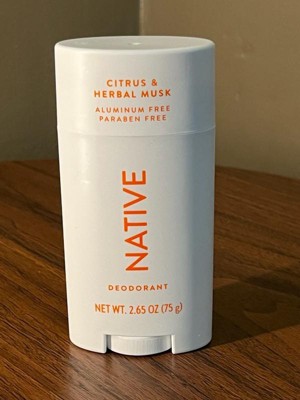 CITRUS &
HERBAL MUSK
ALUMINUM FREE
PARABEN FREE
NATIVE
DEODORANT
NET WT. 2.65 OZ (75 g)